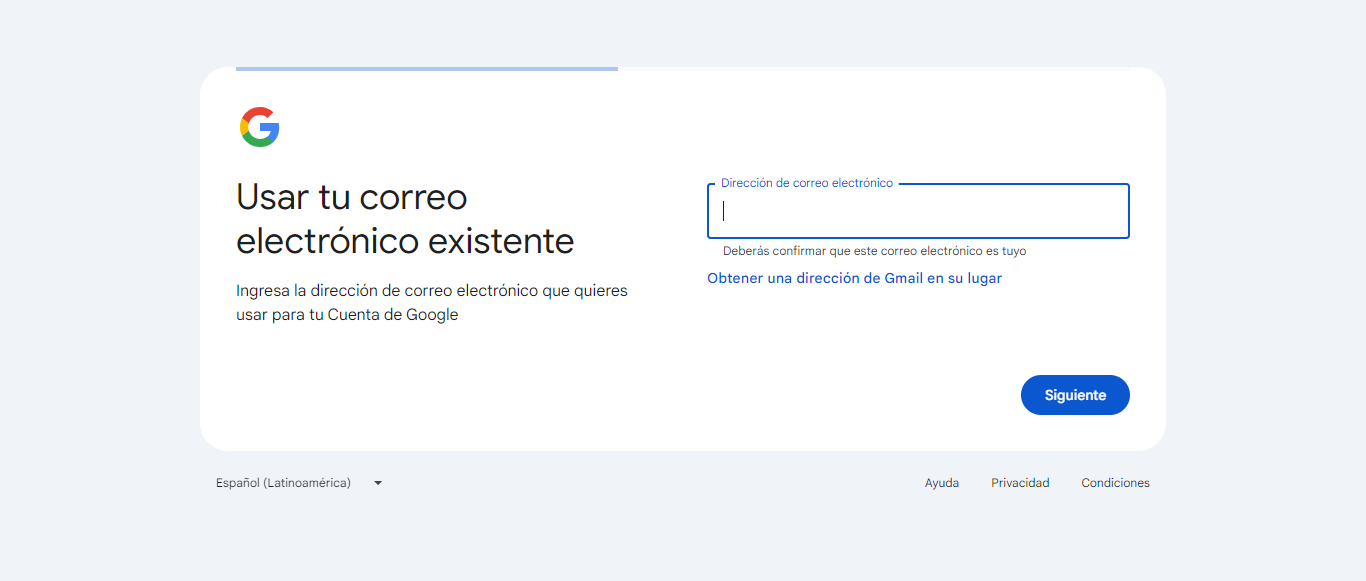 Usar tu correo
electrónico existente
Ingresa la dirección de correo electrónico que quieres
usar para tu Cuenta de Google
Dirección de correo electrónico
Deberás confirmar que este correo electrónico es tuyo
Obtener una dirección de Gmail en su lugar
Siguiente
Español (Latinoamérica)
Ayuda
Privacidad
Condiciones